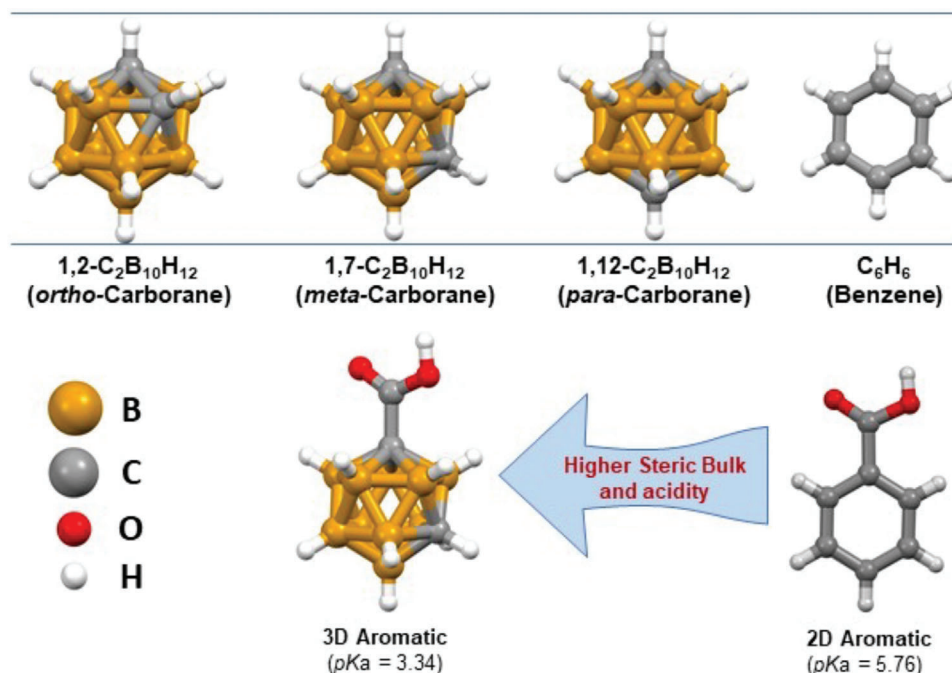 1,2-C₂B₁₀H₁₂
(ortho-Carborane)
1,7-C₂B₁₀H₁₂
(meta-Carborane)
1,12-C₂B₁₀H₁₂
(para-Carborane)
C₆H₆
(Benzene)
B
C
O
H
Higher Steric Bulk
and acidity
3D Aromatic
(pKa = 3.34)
2D Aromatic
(pKa = 5.76)